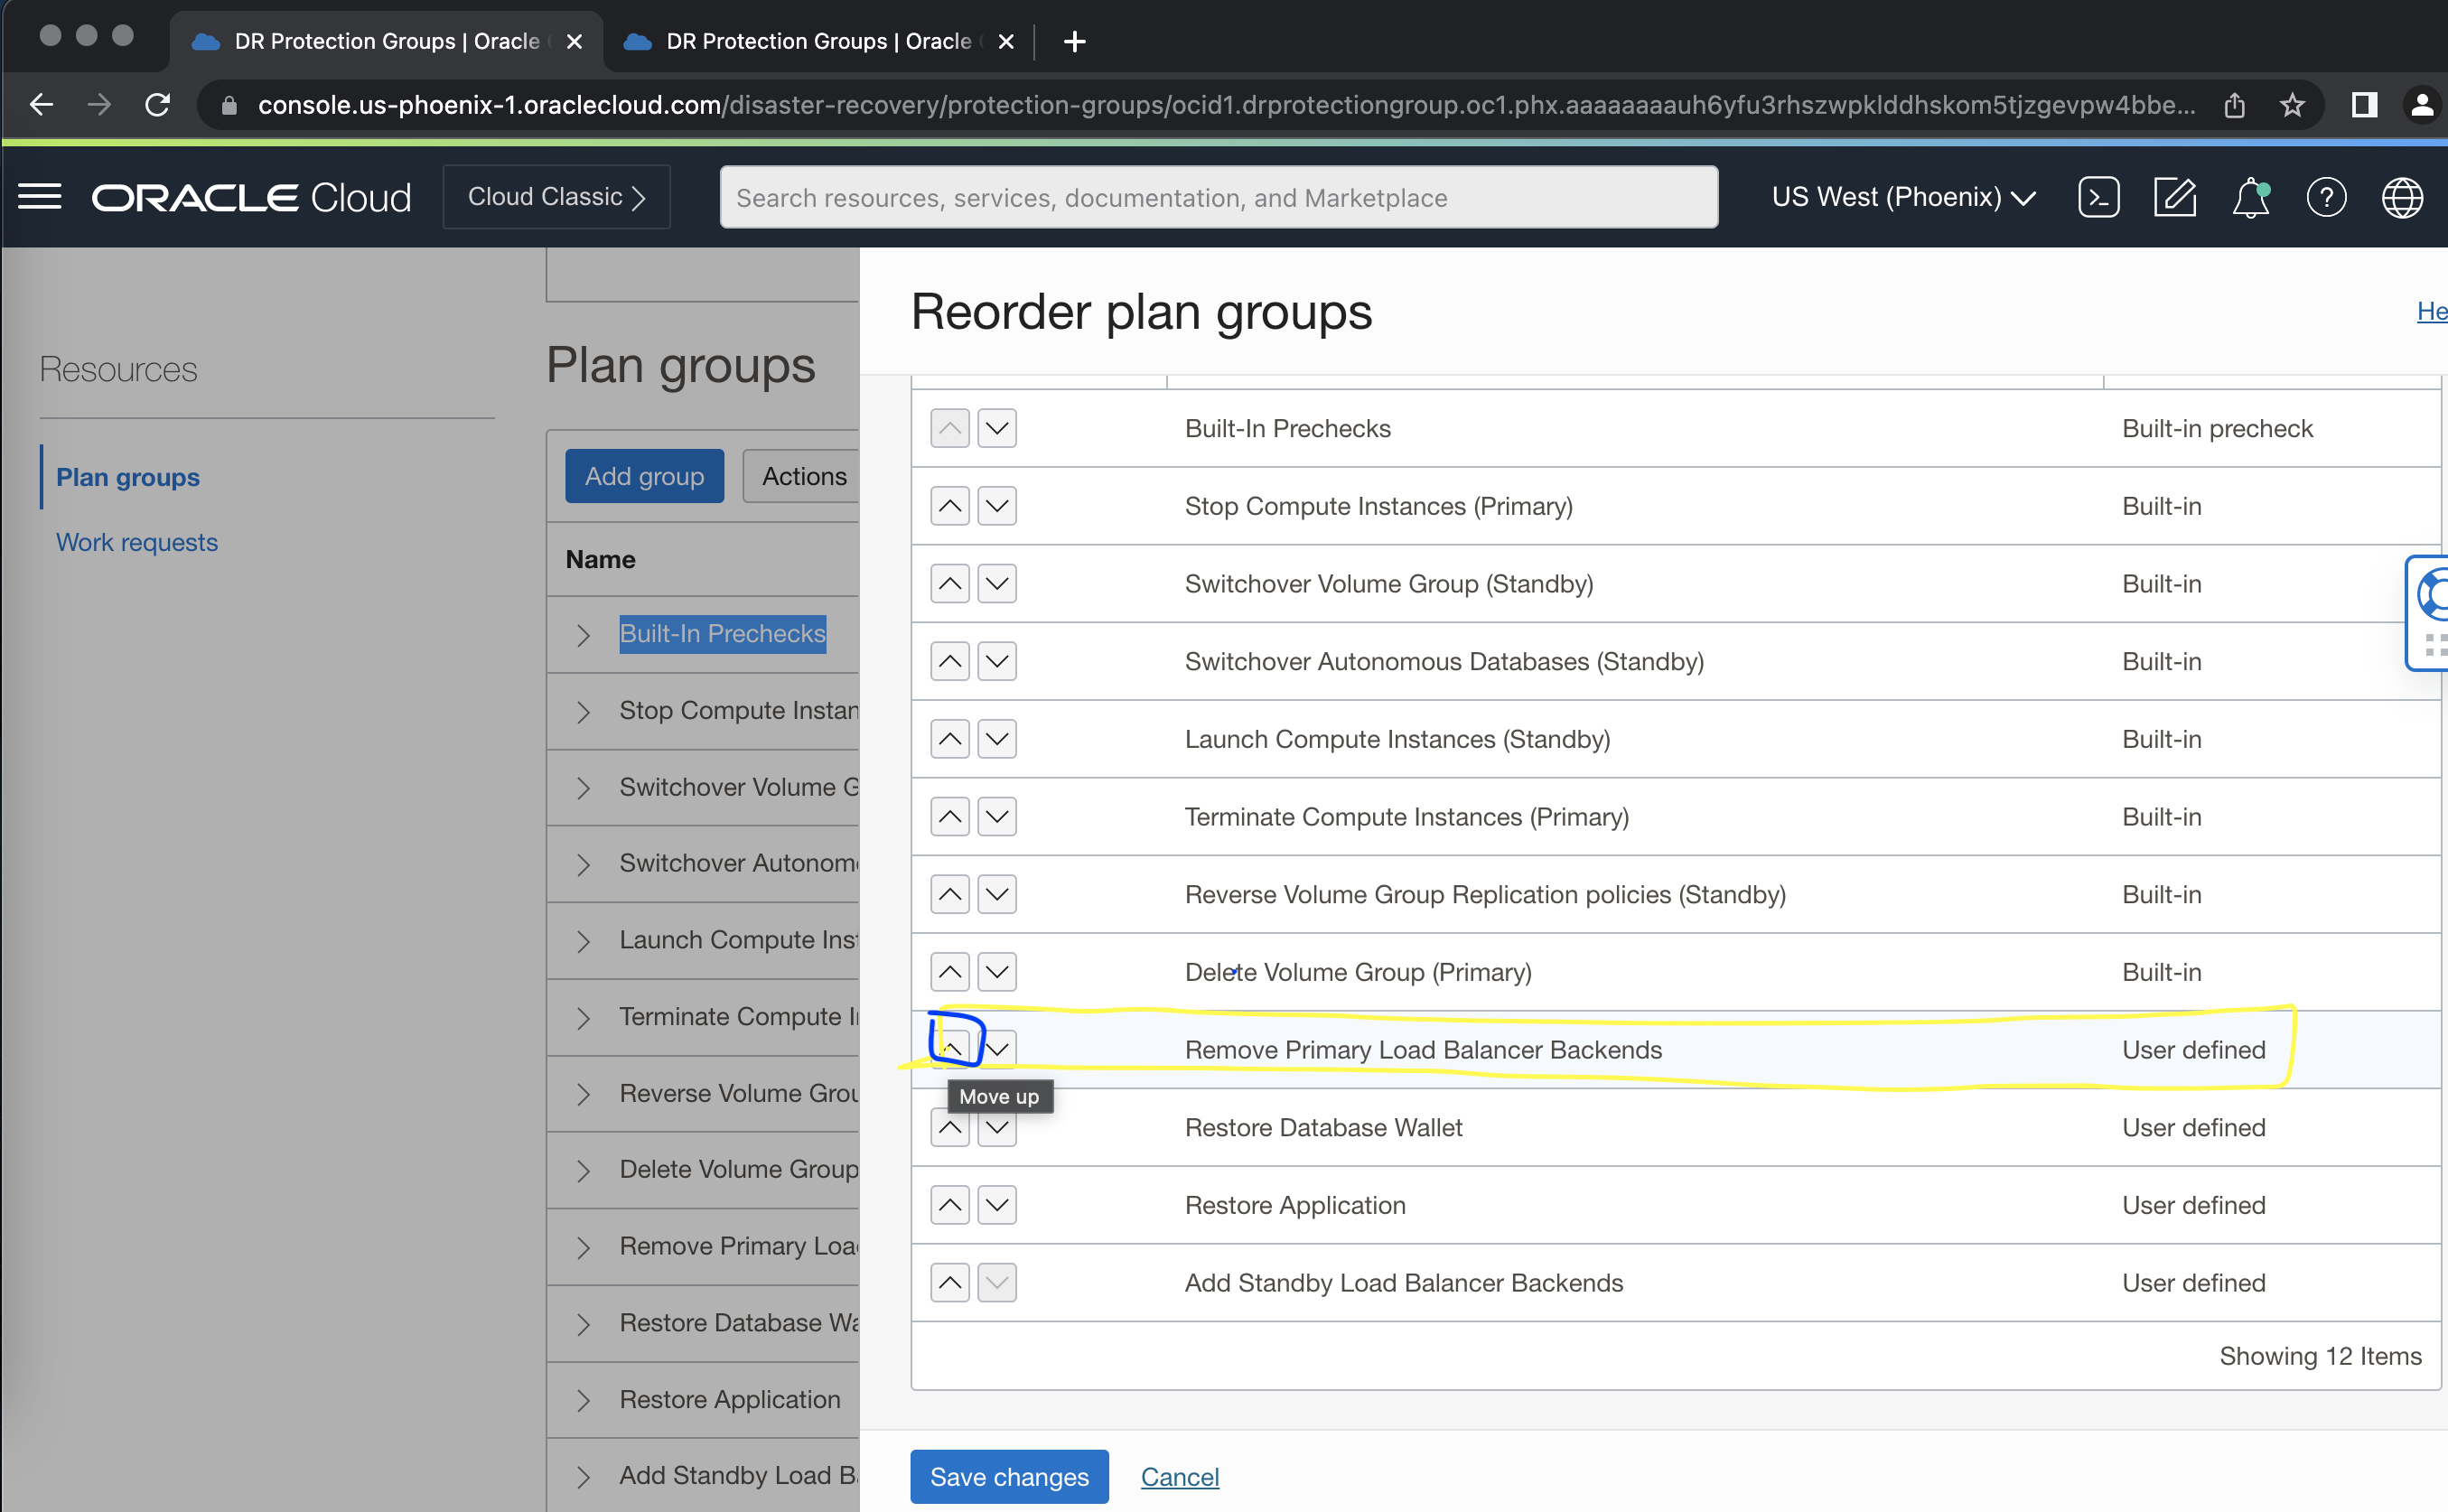 DR Protection Groups | Oracle
DR Protection Groups | Oracle
console.us-phoenix-1.oraclecloud.com/disaster-recovery/protection-groups/ocid1.drprotectiongroup.oc1.phx.aaaaaaaauh6yfu3rhszwpklddhskom5tjzgevpw4bbe...
ORACLE Cloud
Cloud Classic
Search resources, services, documentation, and Marketplace
US West (Phoenix)
Resources
Plan groups
Work requests
Plan groups
Add group
Actions
Name
Built-In Prechecks
Stop Compute Instan
Switchover Volume G
Switchover Autonom
Launch Compute Inst
Terminate Compute I
Reverse Volume Grou
Delete Volume Group
Remove Primary Loa
Restore Database Wa
Restore Application
Add Standby Load B
Reorder plan groups
He
Built-In Prechecks Built-in precheck
Stop Compute Instances (Primary) Built-in
Switchover Volume Group (Standby) Built-in
Switchover Autonomous Databases (Standby) Built-in
Launch Compute Instances (Standby) Built-in
Terminate Compute Instances (Primary) Built-in
Reverse Volume Group Replication policies (Standby) Built-in
Delete Volume Group (Primary) Built-in
Remove Primary Load Balancer Backends User defined
Move up
Restore Database Wallet User defined
Restore Application User defined
Add Standby Load Balancer Backends User defined
Showing 12 Items
Save changes Cancel